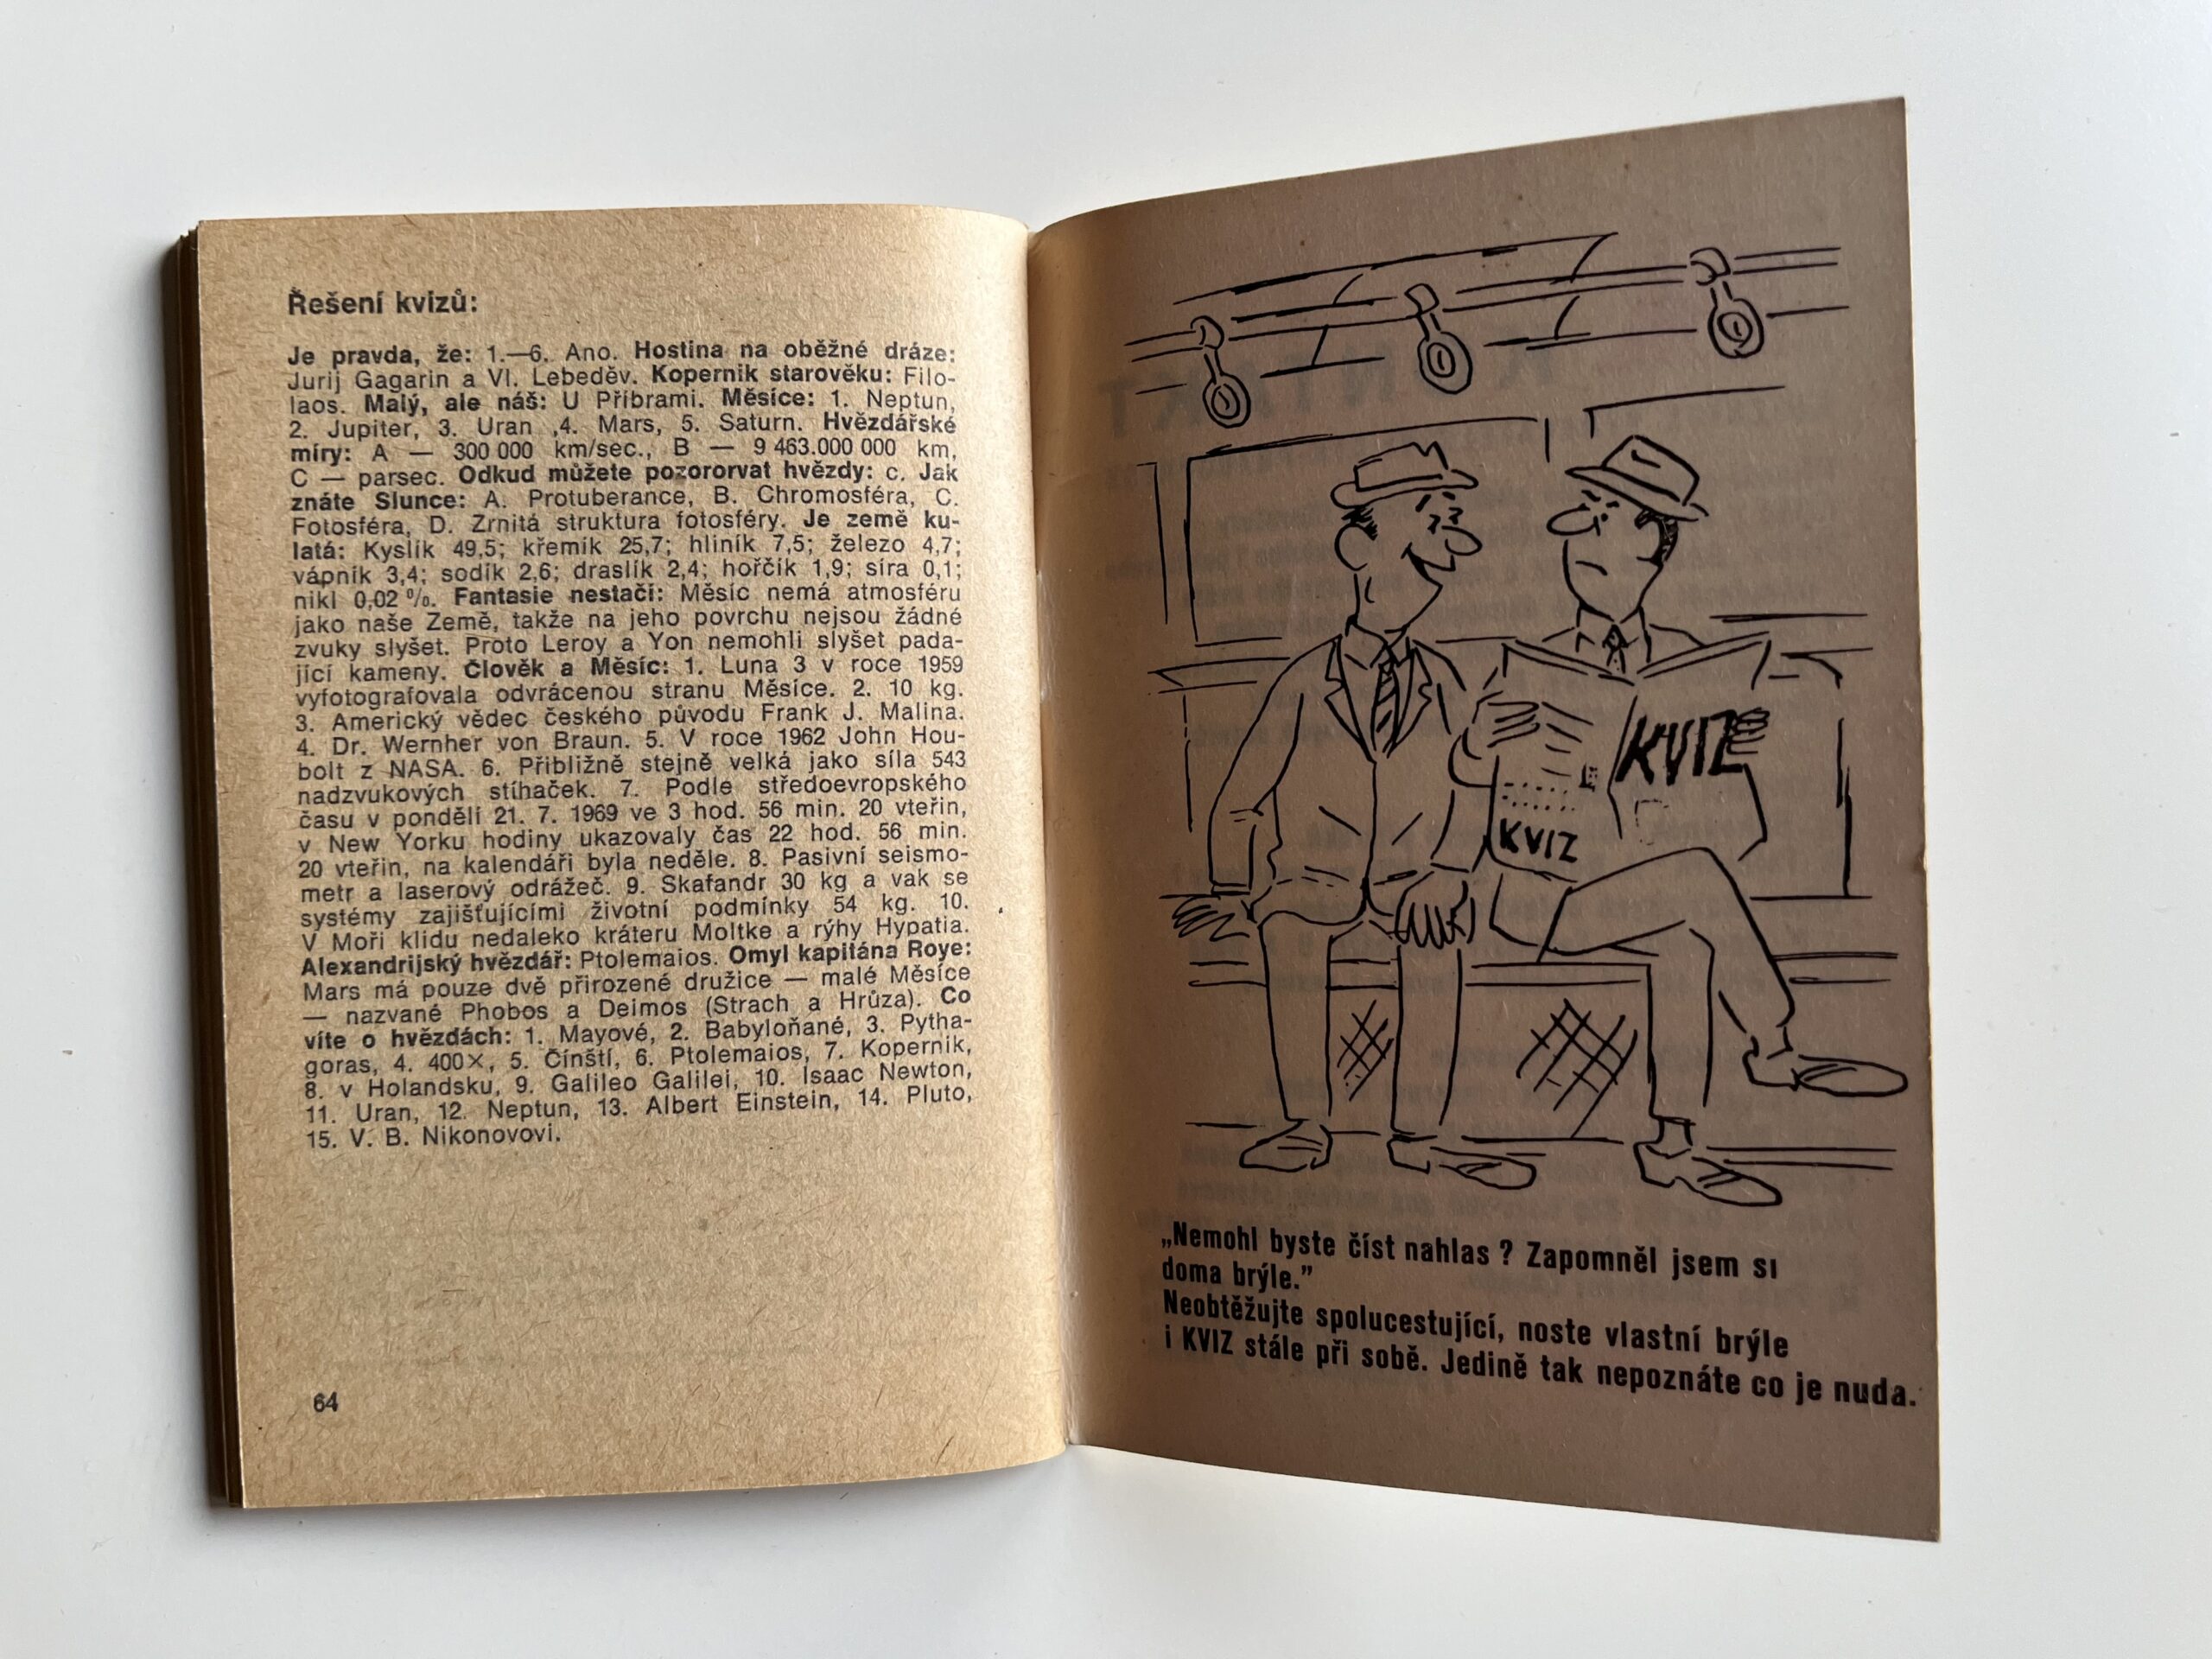 Řešení kvizů:
Je pravda, že: 1.—6. Ano. Hostina na oběžné dráze:
Jurij Gagarin a Vl. Lebeděv. Kopernik starověku: Filo-
laos. Malý, ale náš: U Příbrami. Měsíce: 1. Neptun,
2. Jupiter, 3. Uran ,4. Mars, 5. Saturn. Hvězdářské
míry: A — 300 000 km/sec., B — 9 463.000 000 km,
C — parsec. Odkud můžete pozororvat hvězdy: c. Jak
znáte Slunce: A. Protuberance, B. Chromosféra, C.
Fotosféra, D. Zrnitá struktura fotosféry. Je země ku-
latá: Kyslík 49,5; křemík 25,7; hliník 7,5; železo 4,7;
vápník 3,4; sodík 2,6; draslík 2,4; hořčík 1,9; síra 0,1;
nikl 0,02 %. Fantasie nestačí: Měsíc nemá atmosféru
jako naše Země, takže na jeho povrchu nejsou žádné
zvuky slyšet. Proto Leroy a Yon nemohli slyšet pada-
jící kameny. Člověk a Měsíc: 1. Luna 3 v roce 1959
vyfotografovala odvrácenou stranu Měsíce. 2. 10 kg.
3. Americký vědec českého původu Frank J. Malina.
4. Dr. Wernher von Braun. 5. V roce 1962 John Hou-
bolt z NASA. 6. Přibližně stejně velká jako síla 543
nadzvukových stíhaček. 7. Podle středoevropského
času v pondělí 21. 7. 1969 ve 3 hod. 56 min. 20 vteřin,
v New Yorku hodiny ukazovaly čas 22 hod. 56 min.
20 vteřin, na kalendáři byla neděle. 8. Pasivní seismo-
metr a laserový odrážeč. 9. Skafandr 30 kg a vak se
systémy zajišťujícími životní podmínky 54 kg. 10.
V Moři klidu nedaleko kráteru Moltke a rýhy Hypatia.
Alexandrijský hvězdář: Ptolemaios. Omyl kapitána Roye:
Mars má pouze dvě přirozené družice — malé Měsíce
— nazvané Phobos a Deimos (Strach a Hrůza). Co
víte o hvězdách: 1. Mayové, 2. Babyloňané, 3. Pytha-
goras, 4. 400×, 5. Čínští, 6. Ptolemaios, 7. Kopernik,
8. v Holandsku, 9. Galileo Galilei, 10. Isaac Newton,
11. Uran, 12. Neptun, 13. Albert Einstein, 14. Pluto,
15. V. B. Nikonovovi.
64
KVIZ
KVIZ
„Nemohl byste číst nahlas ? Zapomněl jsem si
doma brýle.”
Neobtěžujte spolucestující, noste vlastní brýle
i KVIZ stále při sobě. Jedině tak nepoznáte co je nuda.